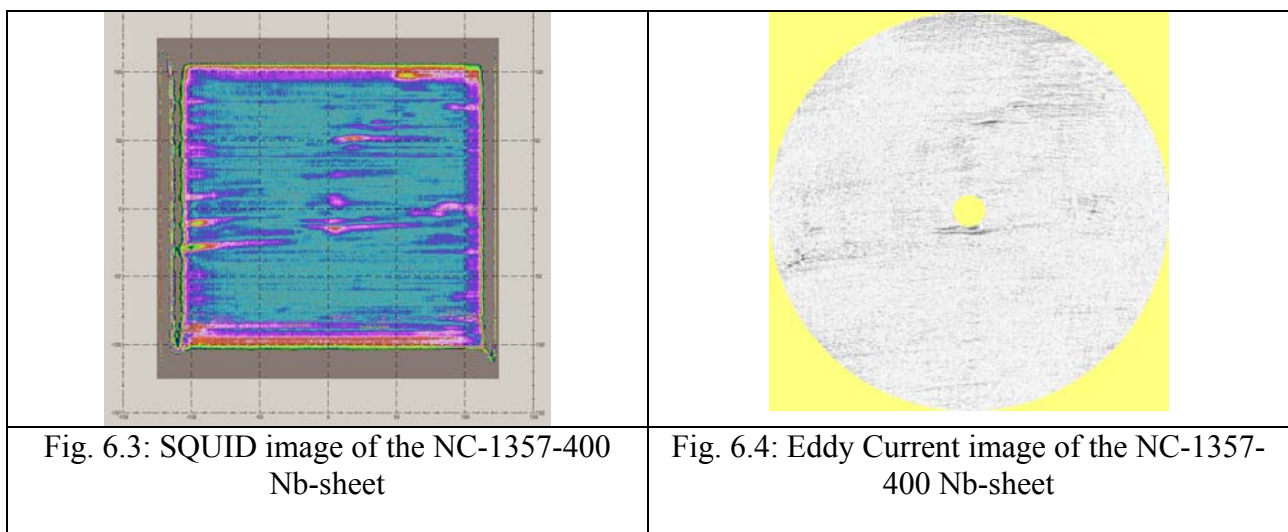 Fig. 6.3: SQUID image of the NC-1357-400
Nb-sheet
Fig. 6.4: Eddy Current image of the NC-1357-
400 Nb-sheet